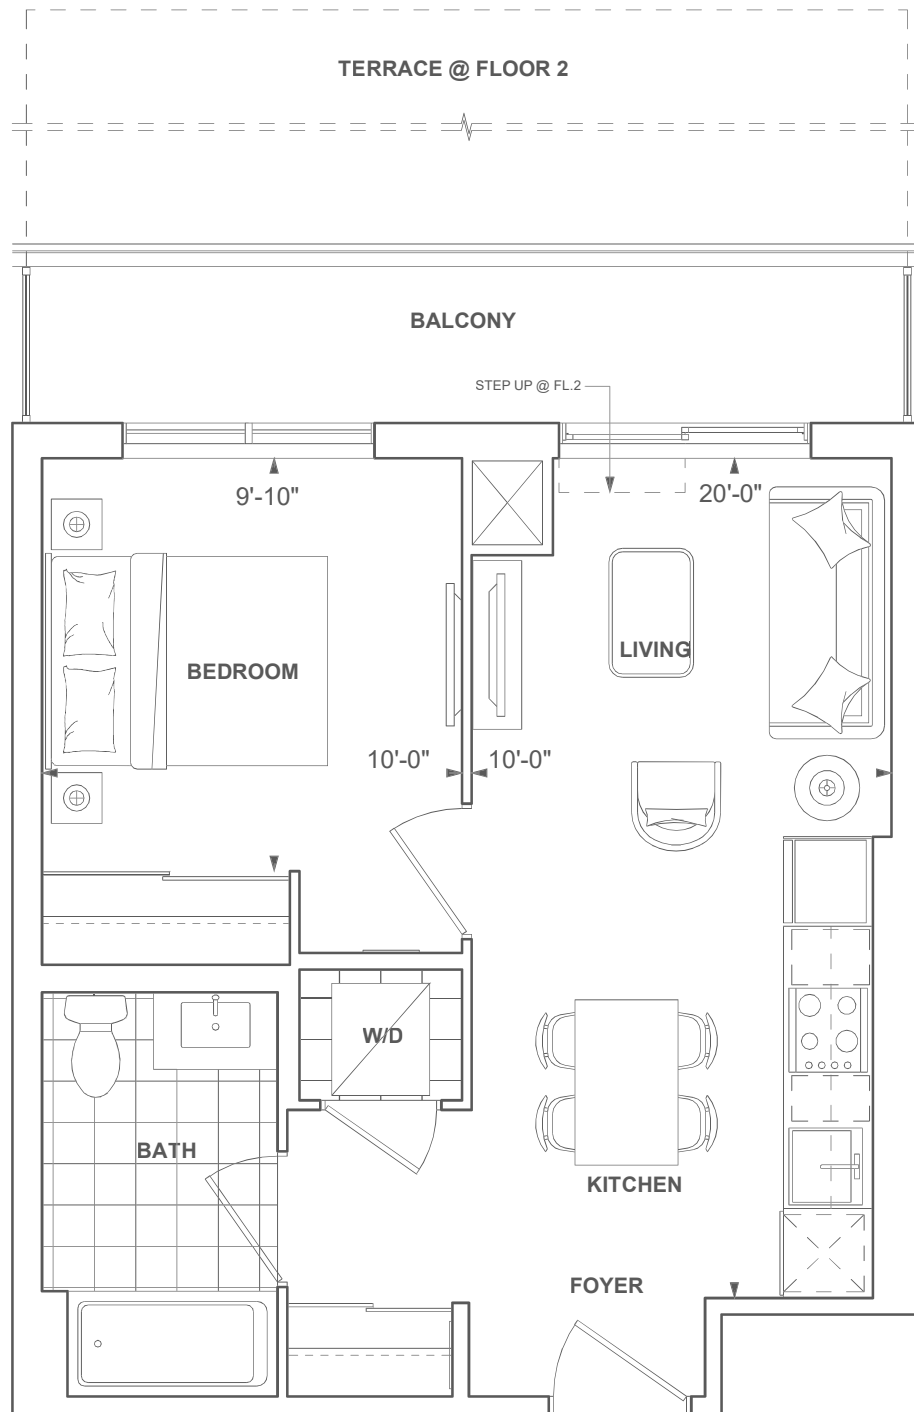 TERRACE @ FLOOR 2
BALCONY
STEP UP @ FL.2
9'-10"
20'-0"
LIVING
BEDROOM
10'-0"
10'-0"
W/D
BATH
KITCHEN
FOYER